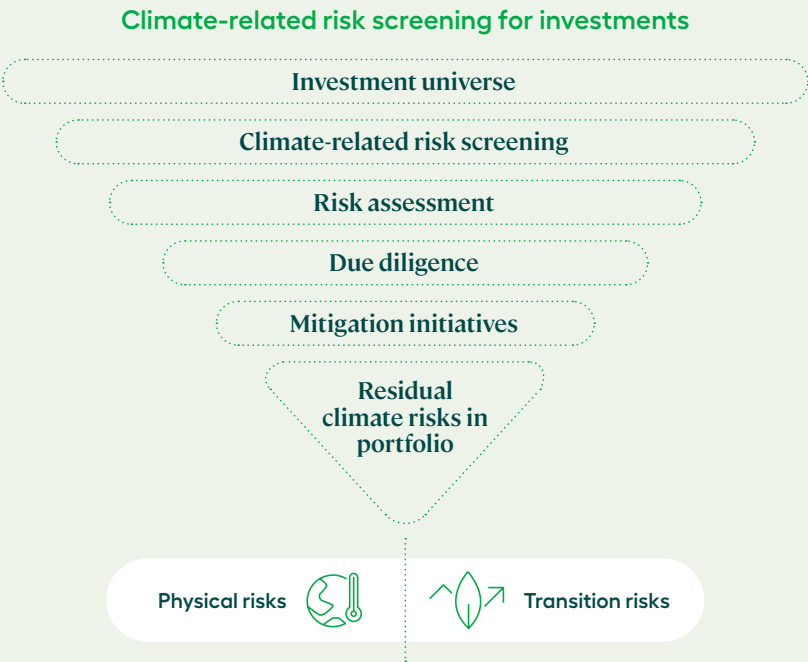 Climate-related risk screening for investments
Investment universe
Climate-related risk screening
Risk assessment
Due diligence
Mitigation initiatives
Residual
climate risks in
portfolio
Physical risks
Transition risks